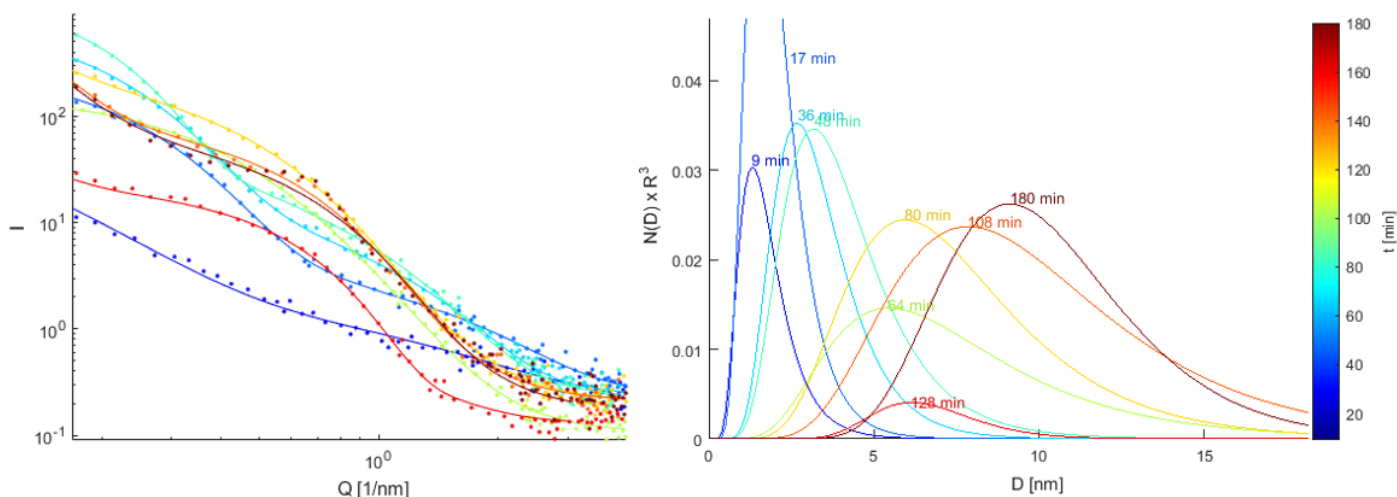 I
10^2
10^1
10^0
10^-1
10^0
Q [1/nm]
N(D) x R^3
0.04
0.03
0.02
0.01
0
17 min
36 min
48 min
9 min
180 min
80 min
108 min
64 min
128 min
0
5
10
15
D [nm]
180
160
140
120
100
80
60
40
20
t [min]